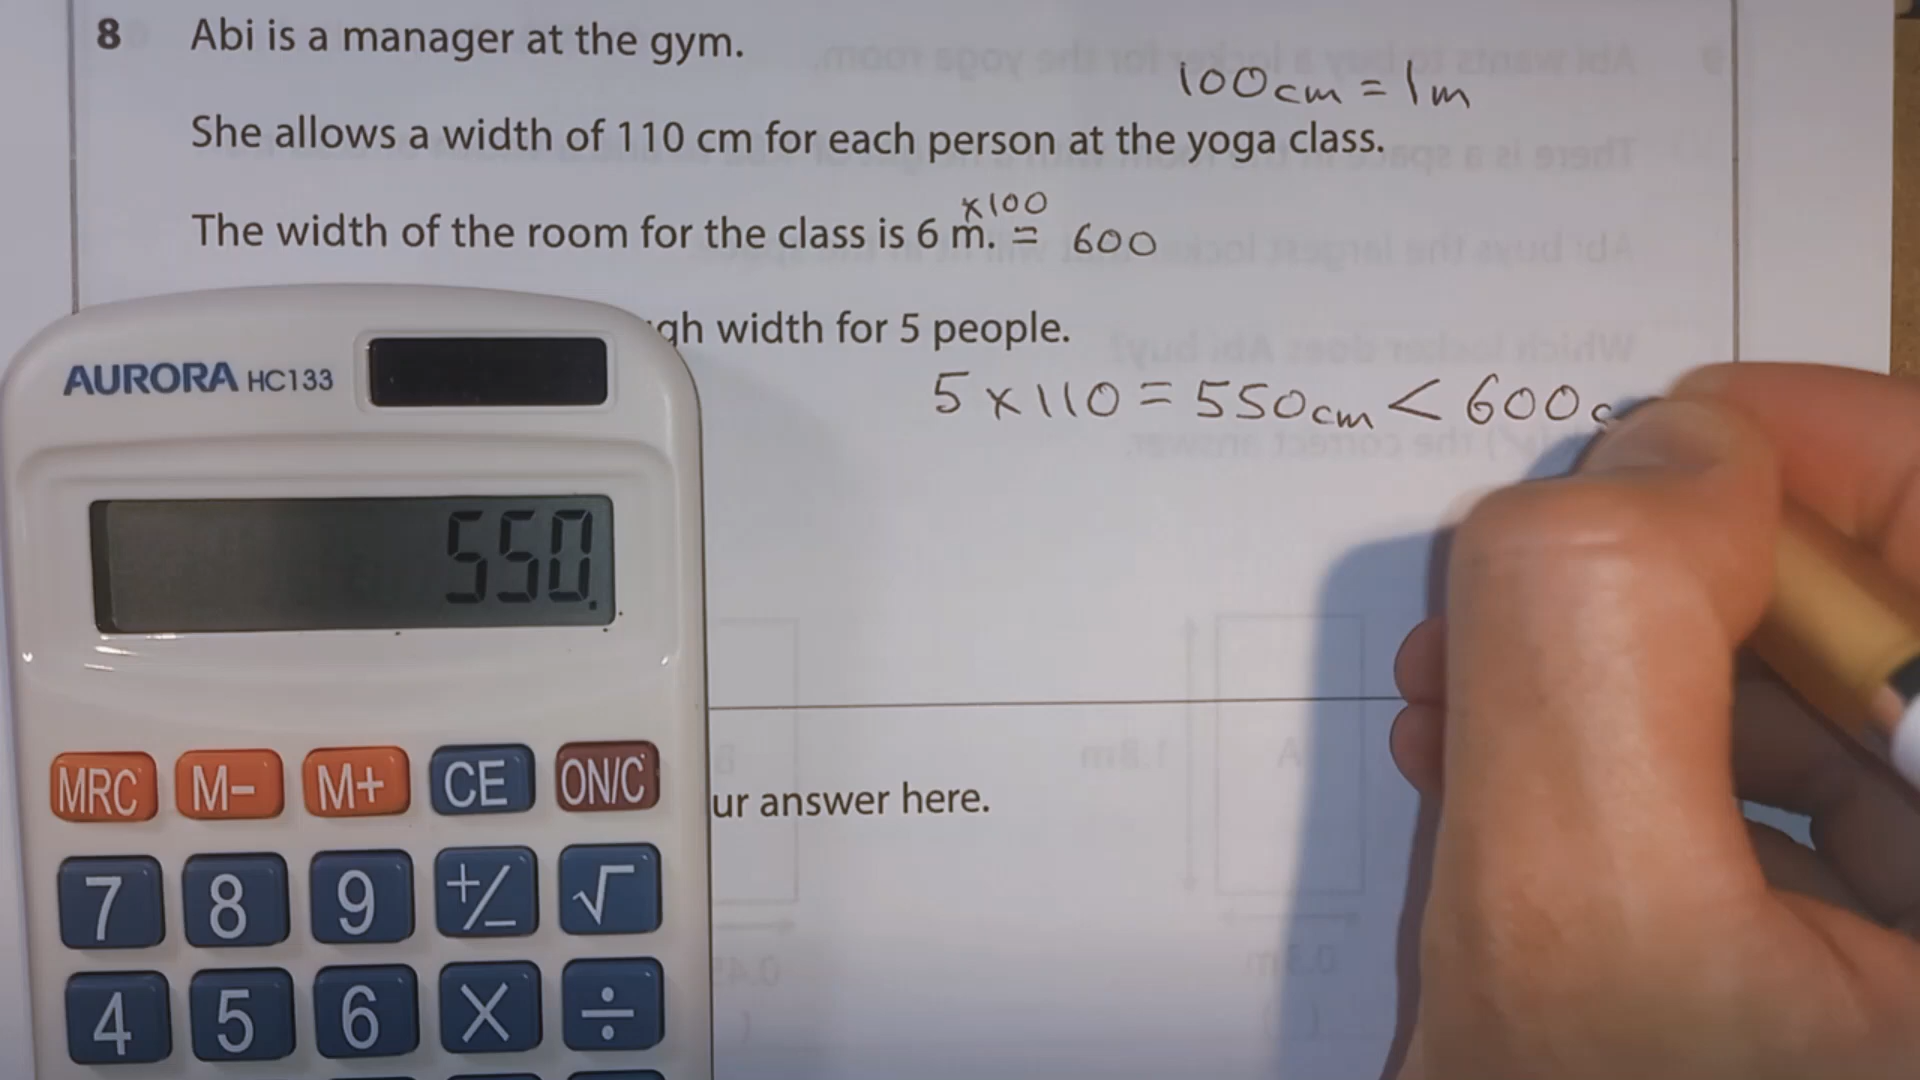 8 Abi is a manager at the gym.
100cm = 1m
She allows a width of 110 cm for each person at the yoga class.
x100
The width of the room for the class is 6 m. = 600
gh width for 5 people.
5 x 110 = 550cm < 600c
AURORA HC133
550.
MRC M- M+ CE ON/C
ur answer here.
7 8 9 +/- √
4 5 6 X ÷